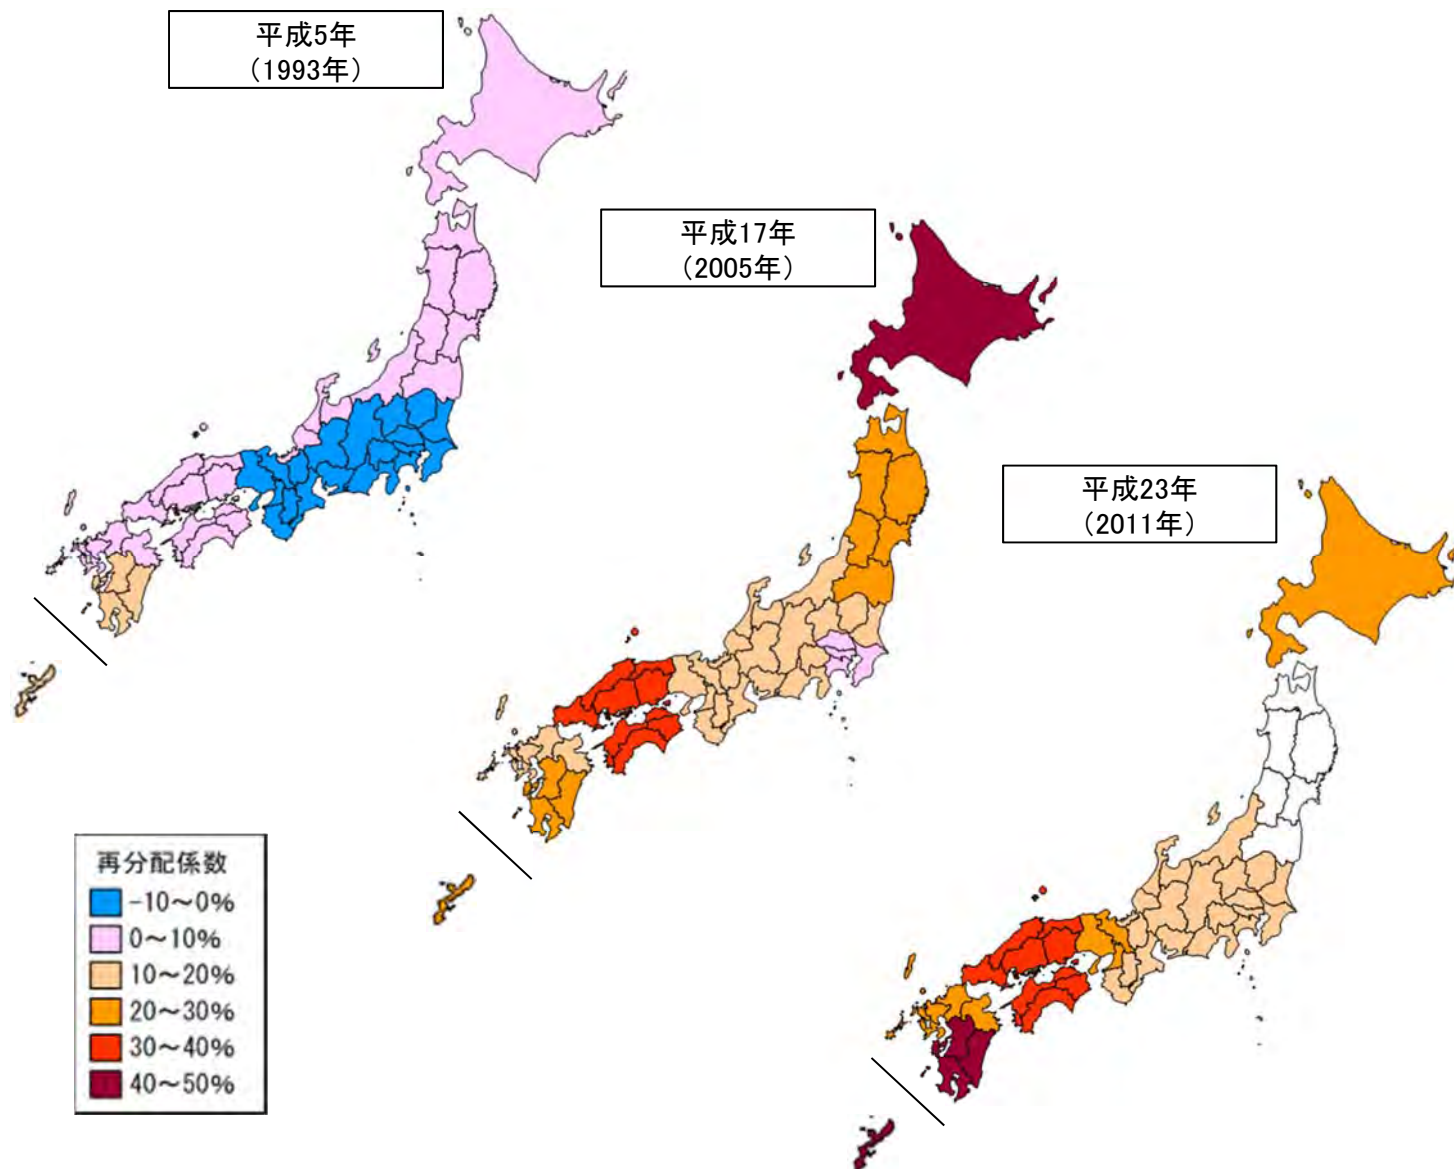 平成5年
（1993年）
平成17年
（2005年）
平成23年
（2011年）
再分配係数
-10～0%
0～10%
10～20%
20～30%
30～40%
40～50%